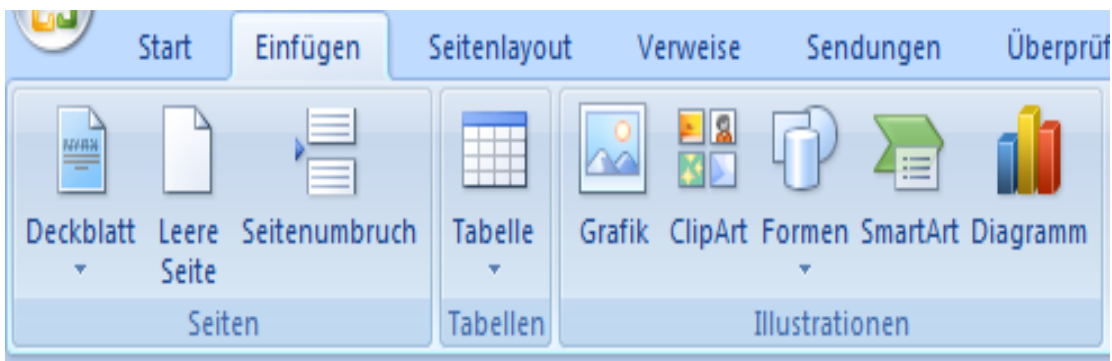 Start Einfügen Seitenlayout Verweise Sendungen Überprüf
Deckblatt Leere Seitenumbruch Tabelle Grafik ClipArt Formen SmartArt Diagramm
Seite
Seiten Tabellen Illustrationen